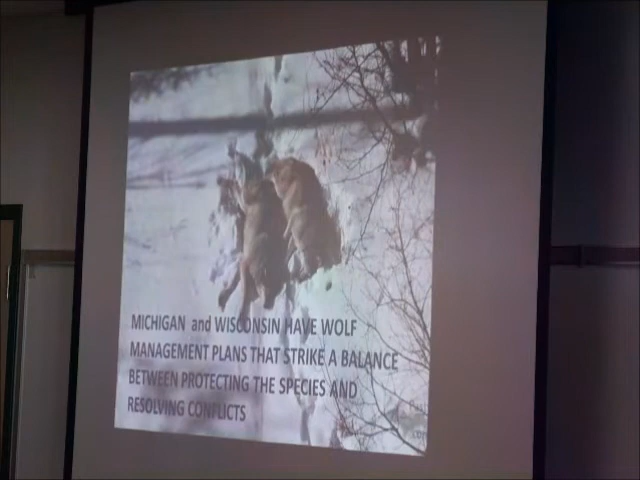 MICHIGAN and WISCONSIN HAVE WOLF
MANAGEMENT PLANS THAT STRIKE A BALANCE
BETWEEN PROTECTING THE SPECIES AND
RESOLVING CONFLICTS